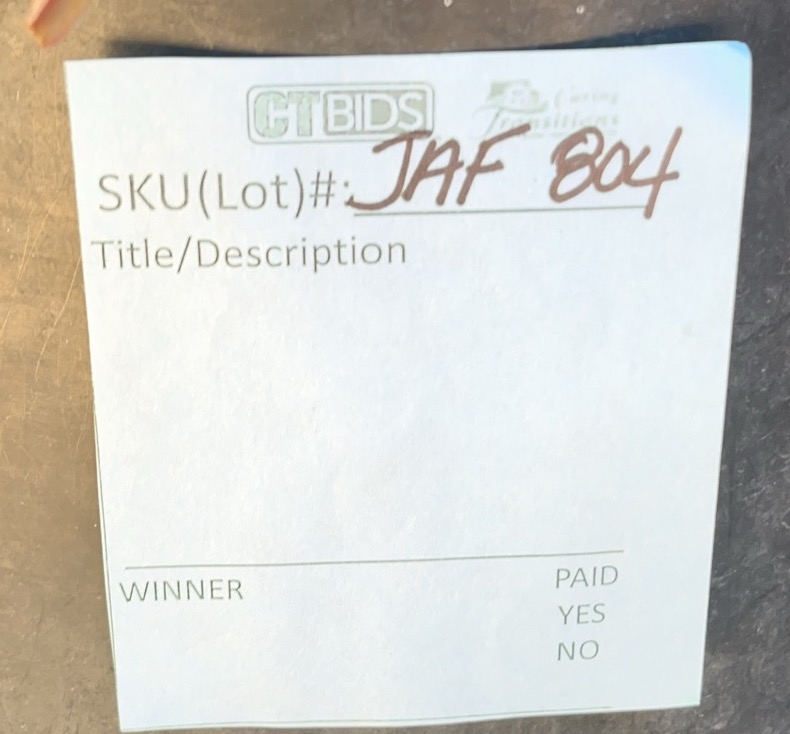 CTBIDS
Caring
Transitions
SKU(Lot)#: JAF 804
Title/Description
WINNER
PAID
YES
NO